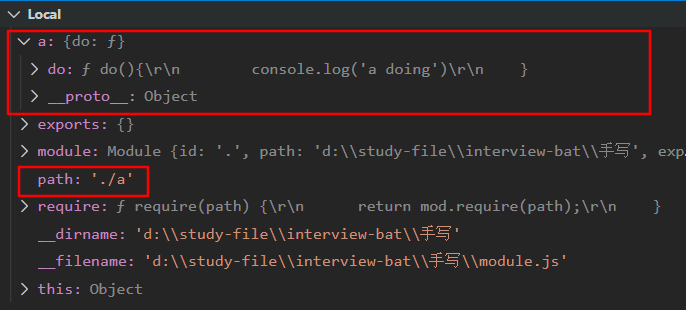 Local
a: {do: ƒ}
do: ƒ do(){\r\n        console.log('a doing')\r\n    }
__proto__: Object
exports: {}
module: Module {id: '.', path: 'd:\\study-file\\interview-bat\\手写', exp…
path: './a'
require: ƒ require(path) {\r\n      return mod.require(path);\r\n    }
__dirname: 'd:\\study-file\\interview-bat\\手写'
__filename: 'd:\\study-file\\interview-bat\\手写\\module.js'
this: Object